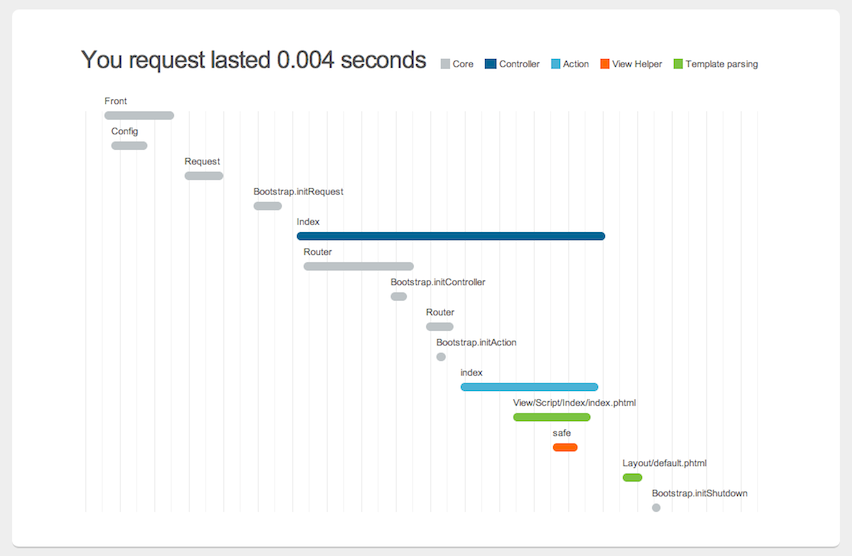 You request lasted 0.004 seconds
Core Controller Action View Helper Template parsing
Front
Config
Request
Bootstrap.initRequest
Index
Router
Bootstrap.initController
Router
Bootstrap.initAction
index
View/Script/Index/index.phtml
safe
Layout/default.phtml
Bootstrap.initShutdown